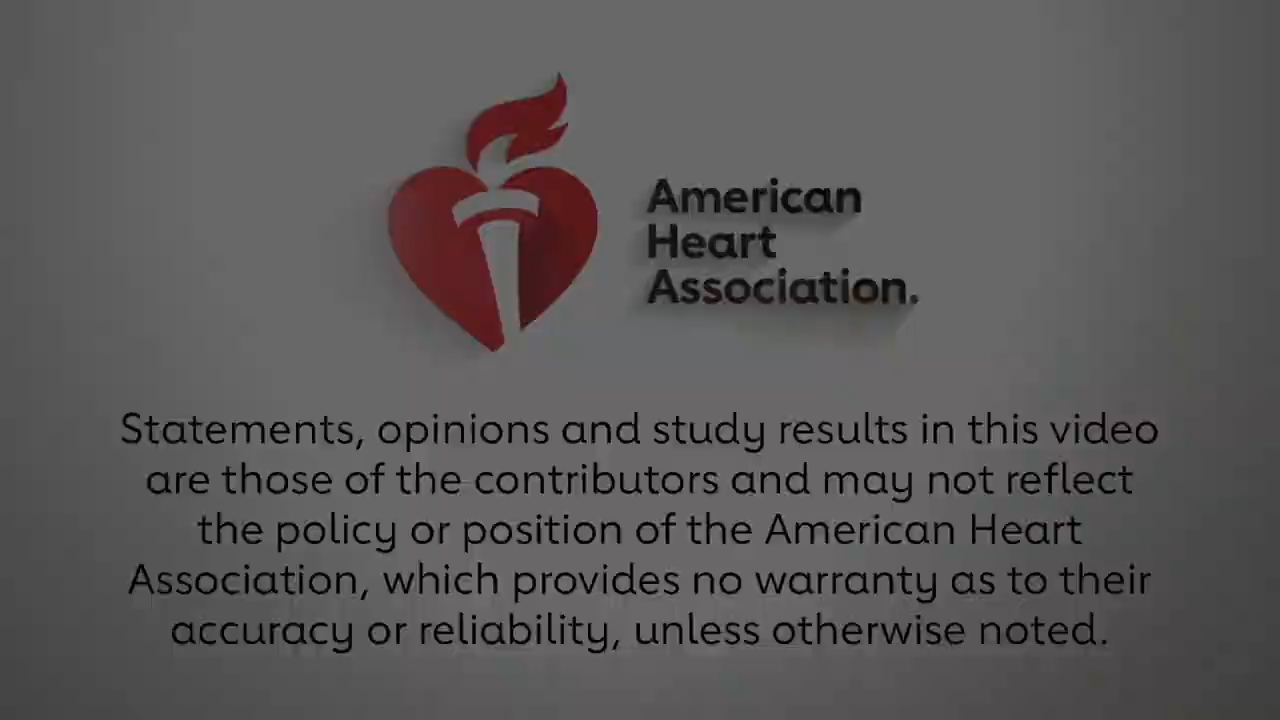 American
Heart
Association.
Statements, opinions and study results in this video
are those of the contributors and may not reflect
the policy or position of the American Heart
Association, which provides no warranty as to their
accuracy or reliability, unless otherwise noted.